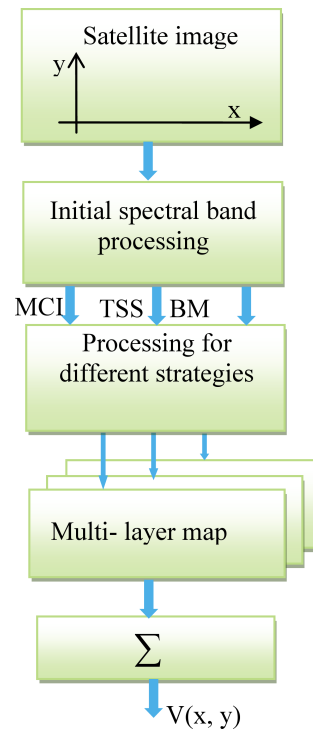 Satellite image
y
x
Initial spectral band
processing
MCI TSS BM
Processing for
different strategies
Multi- layer map
∑
V(x, y)